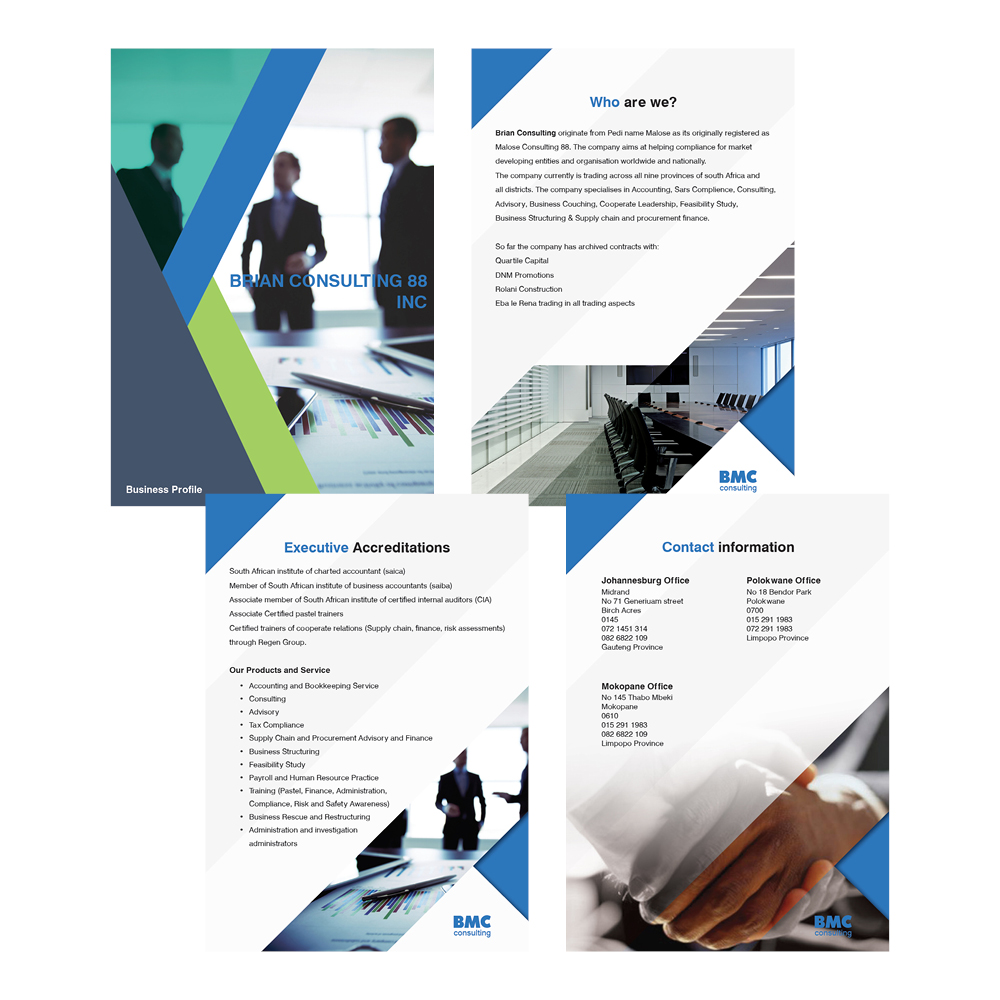 BRIAN CONSULTING 88
INC
Business Profile
Who are we?
Brian Consulting originate from Pedi name Malose as its originally registered as
Malose Consulting 88. The company aims at helping compliance for market
developing entities and organisation worldwide and nationally.
The company currently is trading across all nine provinces of south Africa and
all districts. The company specialises in Accounting, Sars Complience, Consulting,
Advisory, Business Couching, Cooperate Leadership, Feasibility Study,
Business Structuring & Supply chain and procurement finance.
So far the company has archived contracts with:
Quartile Capital
DNM Promotions
Rolani Construction
Eba le Rena trading in all trading aspects
BMC
consulting
Executive Accreditations
South African institute of charted accountant (saica)
Member of South African institute of business accountants (saiba)
Associate member of South African institute of certified internal auditors (CIA)
Associate Certified pastel trainers
Certified trainers of cooperate relations (Supply chain, finance, risk assessments)
through Regen Group.
Our Products and Service
• Accounting and Bookkeeping Service
• Consulting
• Advisory
• Tax Compliance
• Supply Chain and Procurement Advisory and Finance
• Business Structuring
• Feasibility Study
• Payroll and Human Resource Practice
• Training (Pastel, Finance, Administration,
Compliance, Risk and Safety Awareness)
• Business Rescue and Restructuring
• Administration and investigation
administrators
BMC
consulting
Contact information
Johannesburg Office
Midrand
No 71 Generiuam street
Birch Acres
0145
072 1451 314
082 6822 109
Gauteng Province
Polokwane Office
No 18 Bendor Park
Polokwane
0700
015 291 1983
072 291 1983
Limpopo Province
Mokopane Office
No 145 Thabo Mbeki
Mokopane
0610
015 291 1983
082 6822 109
Limpopo Province
BMC
consulting